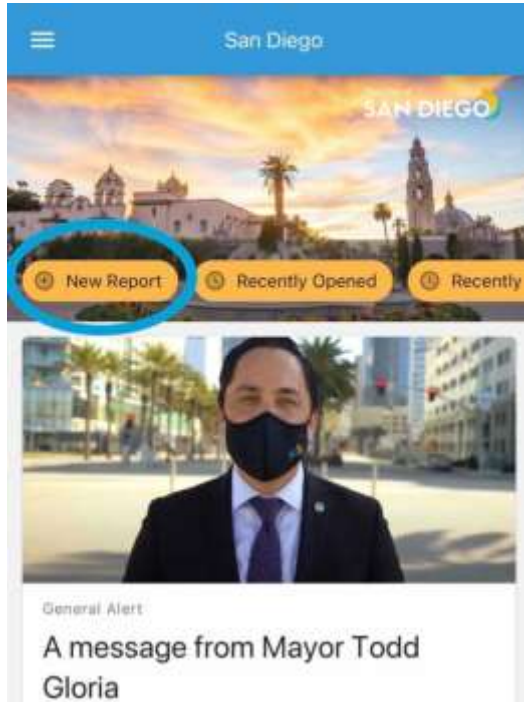 San Diego
SAN DIEGO
New Report
Recently Opened
Recently
General Alert
A message from Mayor Todd
Gloria